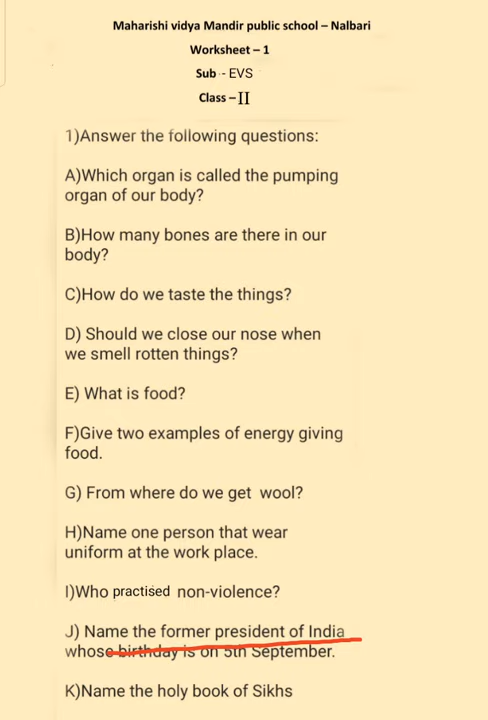 Maharishi vidya Mandir public school – Nalbari
Worksheet – 1
Sub - EVS
Class – II
1)Answer the following questions:
A)Which organ is called the pumping
organ of our body?
B)How many bones are there in our
body?
C)How do we taste the things?
D) Should we close our nose when
we smell rotten things?
E) What is food?
F)Give two examples of energy giving
food.
G) From where do we get wool?
H)Name one person that wear
uniform at the work place.
I)Who practised non-violence?
J) Name the former president of India
whose birthday is on 5th September.
K)Name the holy book of Sikhs